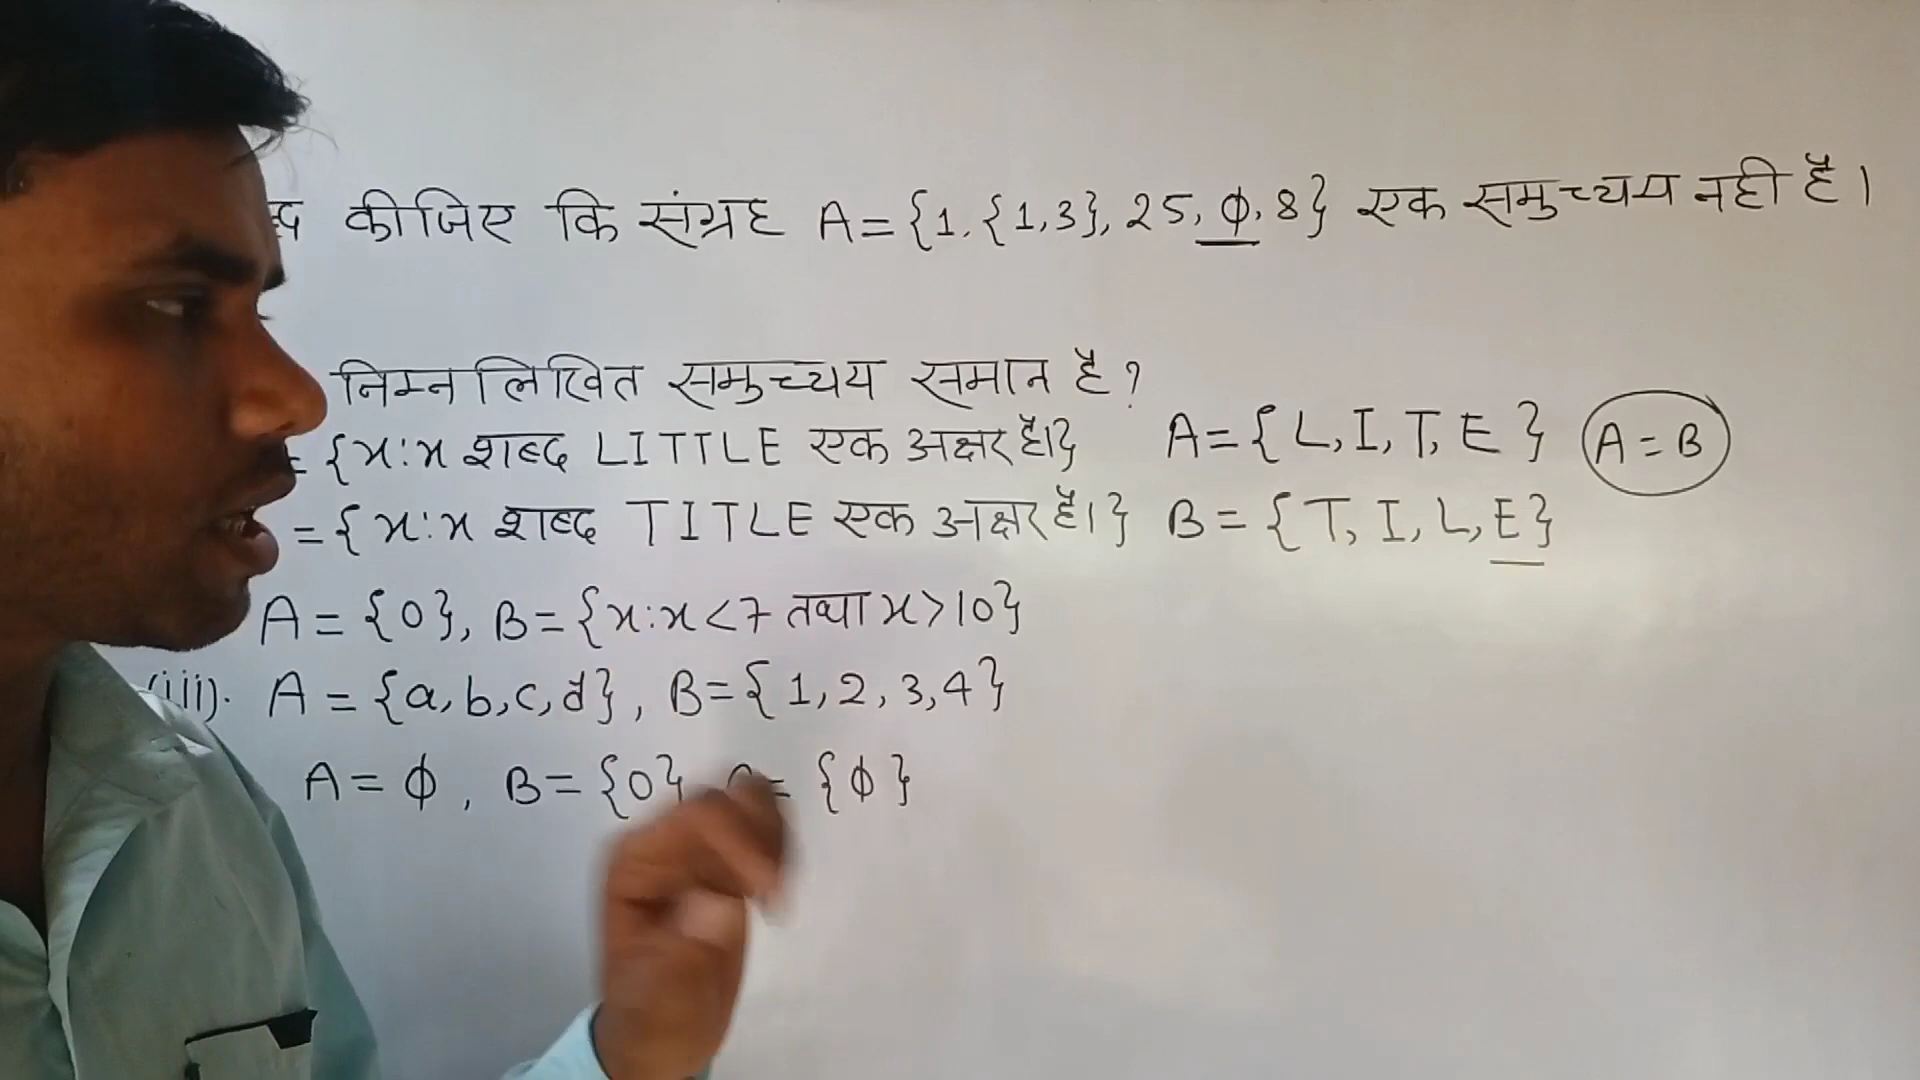 कीजिए कि संग्रह A={1,{1,3},25,ϕ,8} एक समुच्चय नही है।
निम्नलिखित समुच्चय समान है?
={x:x शब्द LITTLE एक अक्षर है।} A={L,I,T,E} A=B
={x:x शब्द TITLE एक अक्षर है।} B={T,I,L,E}
A={0}, B={x:x<7 तथा x>10}
(iii). A={a,b,c,d}, B={1,2,3,4}
A=ϕ, B={0} = {ϕ}